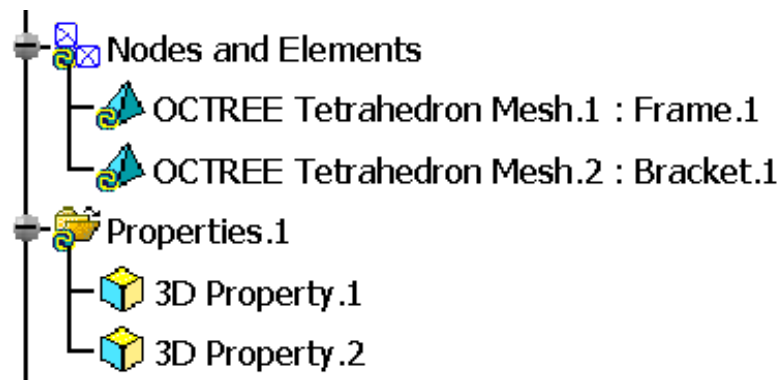 Nodes and Elements
OCTREE Tetrahedron Mesh.1 : Frame.1
OCTREE Tetrahedron Mesh.2 : Bracket.1
Properties.1
3D Property.1
3D Property.2